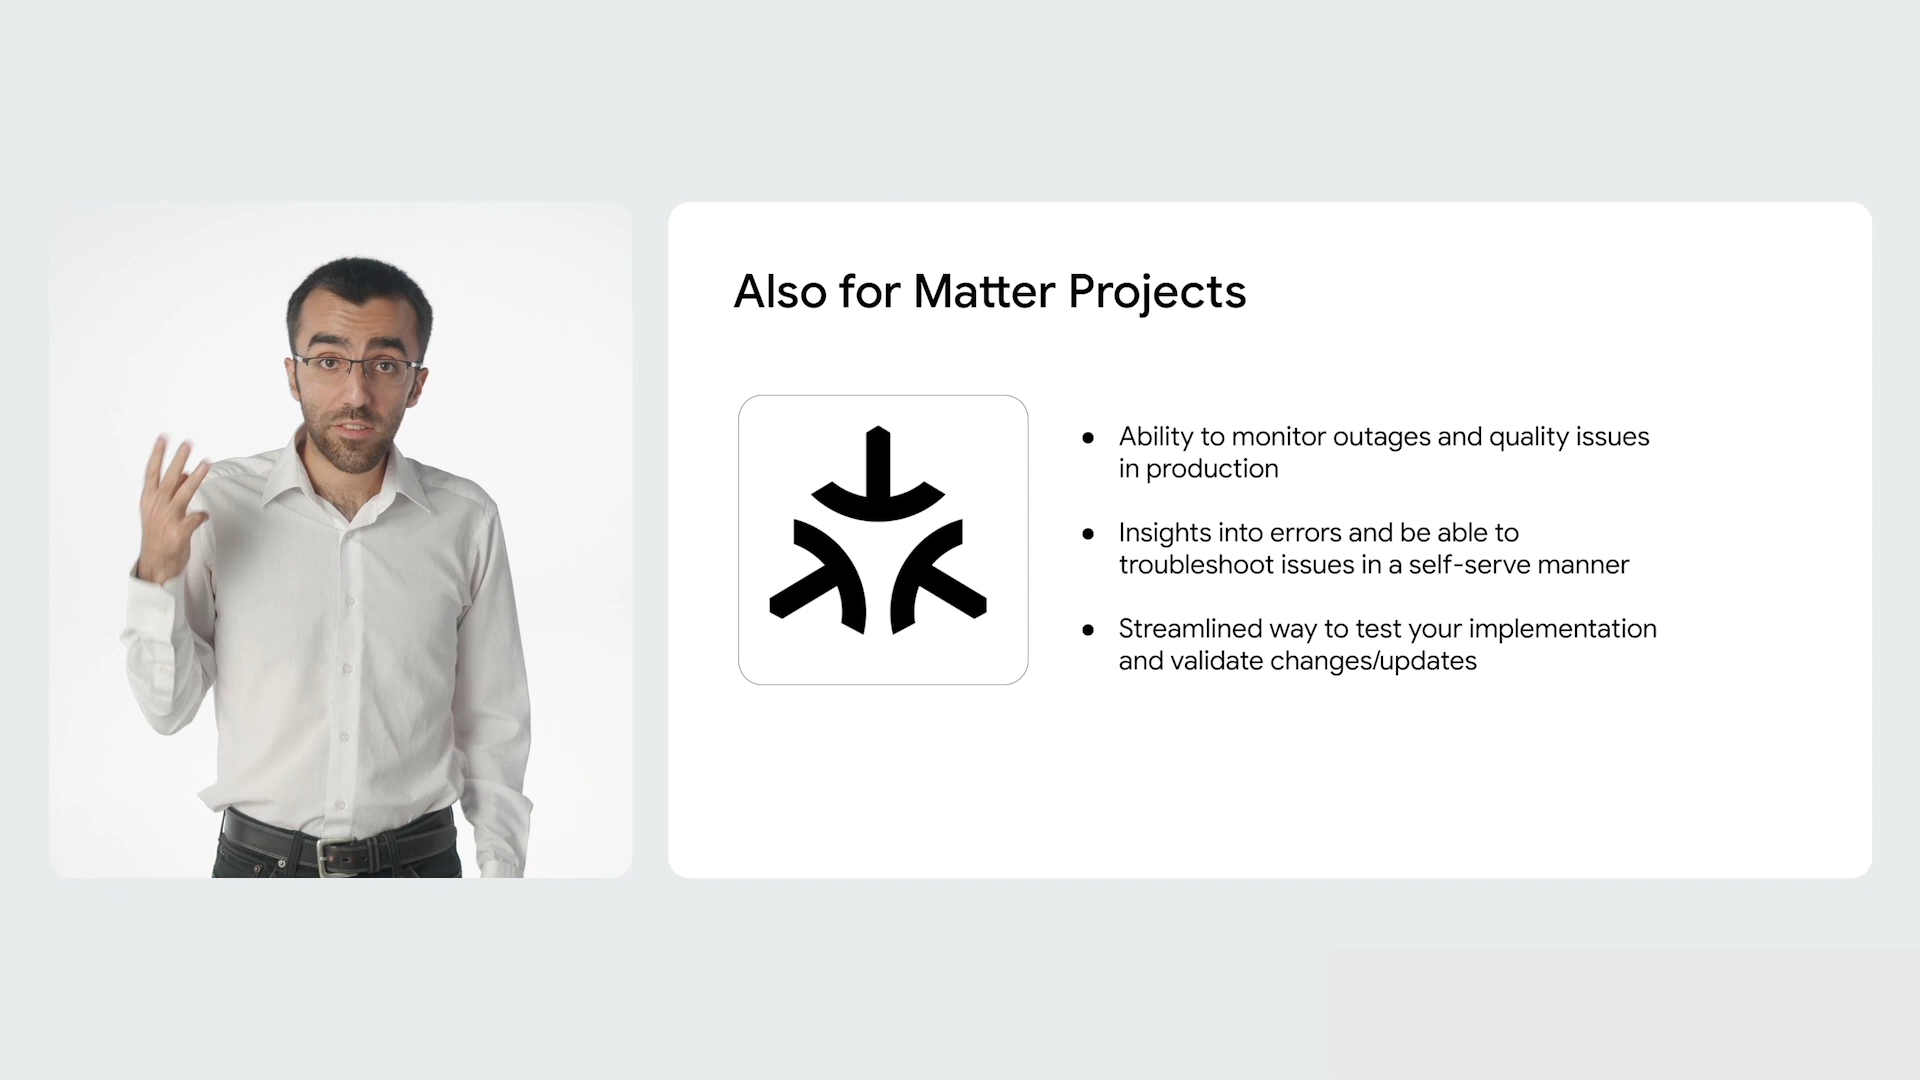 Also for Matter Projects
● Ability to monitor outages and quality issues
in production
● Insights into errors and be able to
troubleshoot issues in a self-serve manner
● Streamlined way to test your implementation
and validate changes/updates